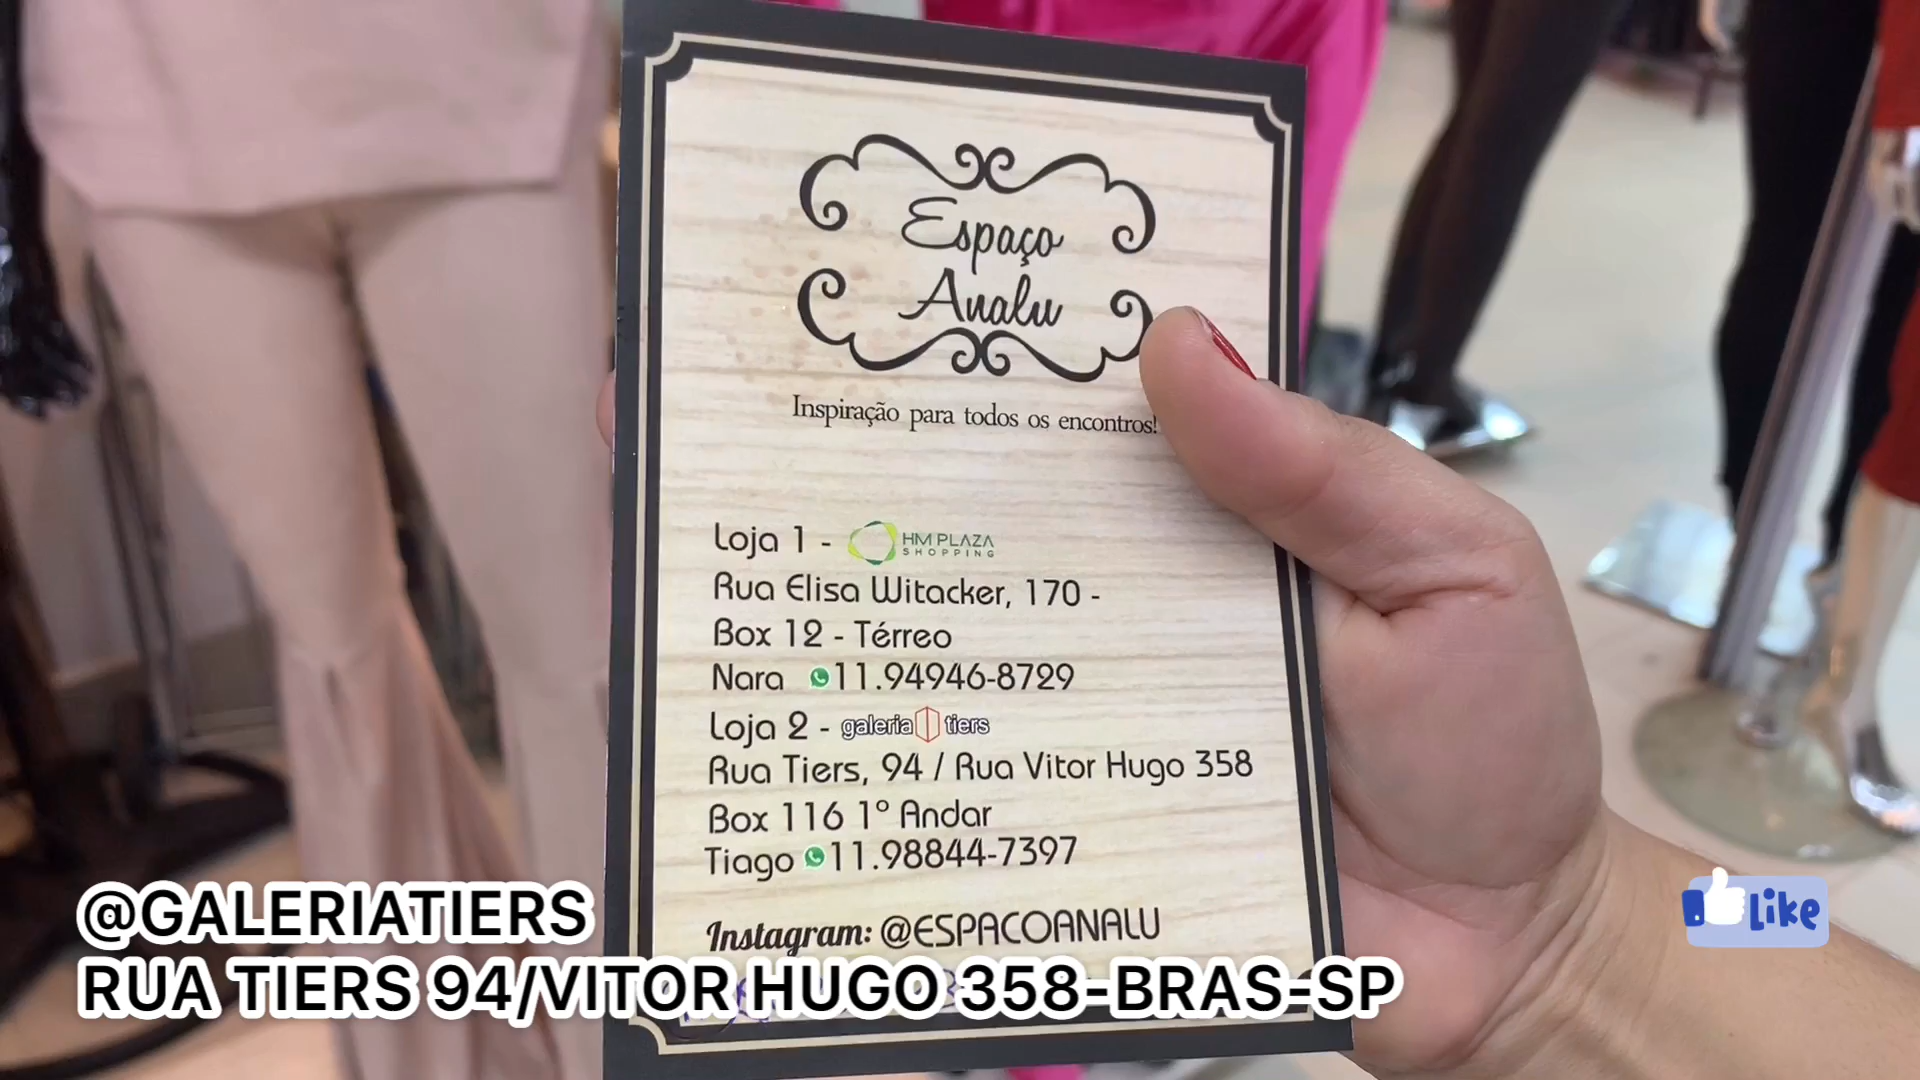 Espaço
Analu
Inspiração para todos os encontros!
Loja 1 - HM PLAZA
SHOPPING
Rua Elisa Witacker, 170 -
Box 12 - Térreo
Nara 11.94946-8729
Loja 2 - galeria tiers
Rua Tiers, 94 / Rua Vitor Hugo 358
Box 116 1º Andar
Tiago 11.98844-7397
Instagram: @ESPACOANALU
@GALERIATIERS
RUA TIERS 94/VITOR HUGO 358-BRAS-SP
Like